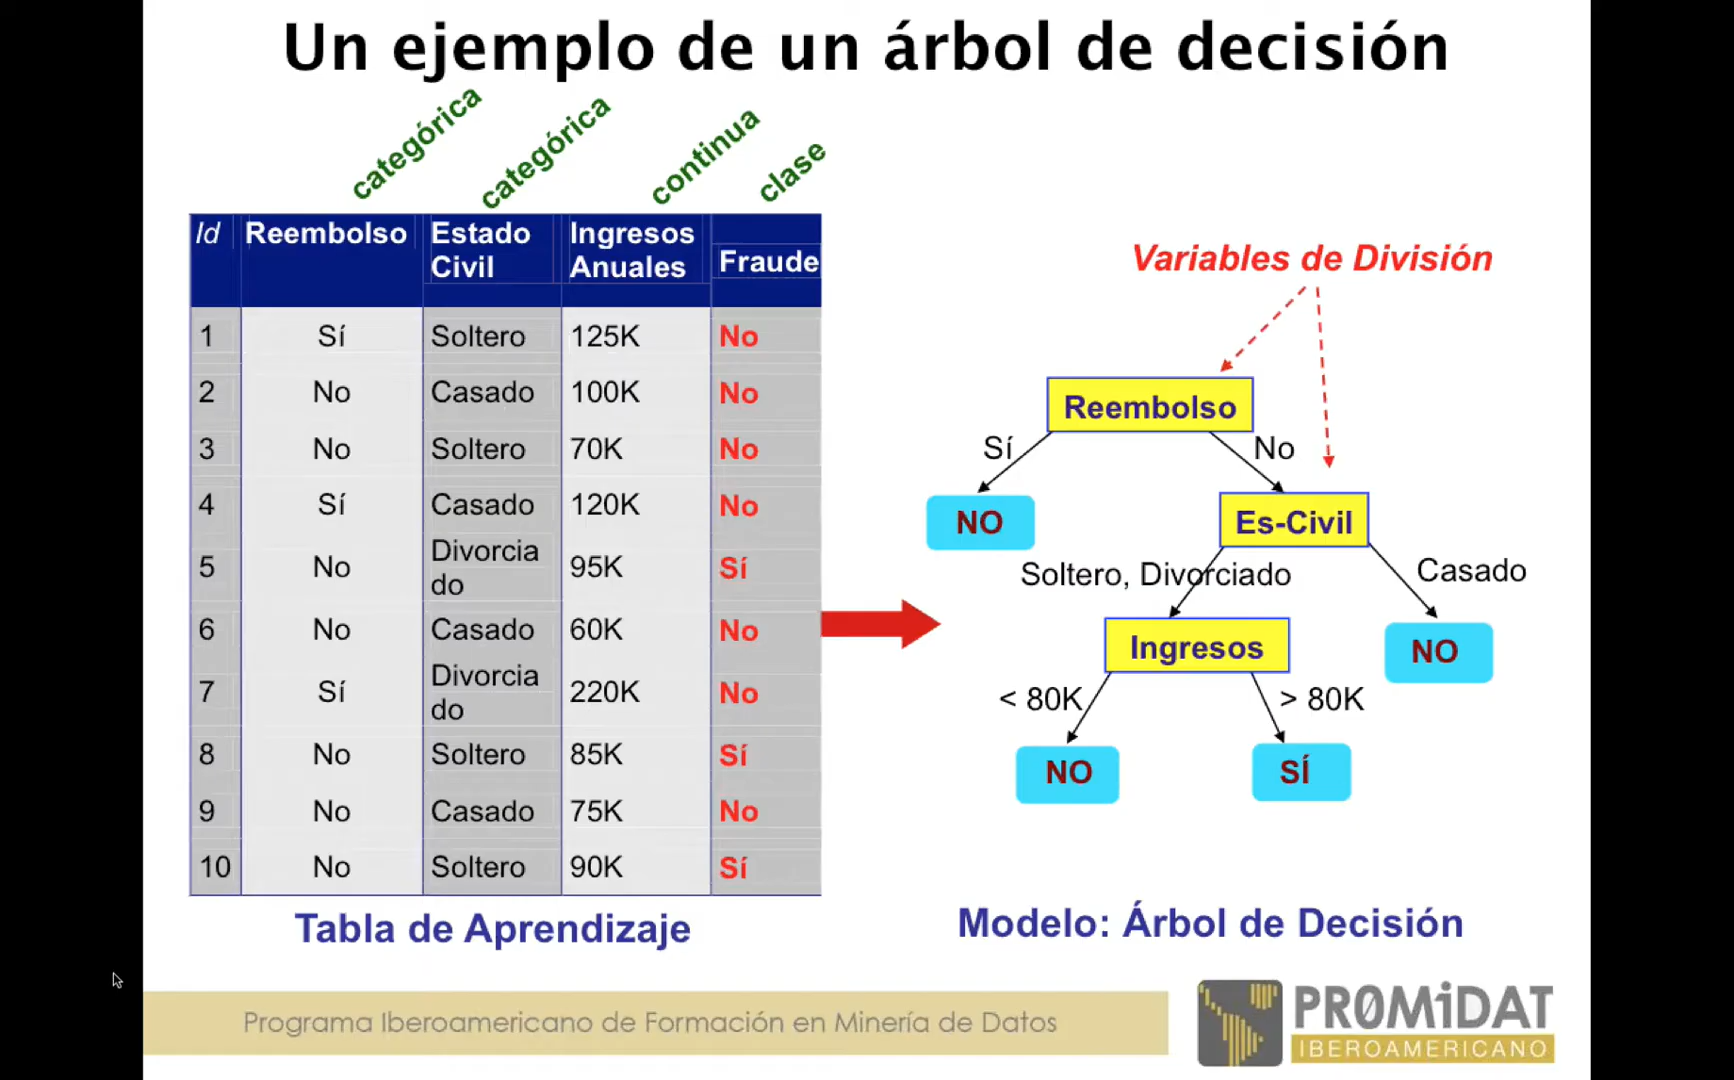 Un ejemplo de un árbol de decisión
categórica
categórica
continua
clase
Id Reembolso Estado Civil Ingresos Anuales Fraude
1 Sí Soltero 125K No
2 No Casado 100K No
3 No Soltero 70K No
4 Sí Casado 120K No
5 No Divorcia do 95K Sí
6 No Casado 60K No
7 Sí Divorcia do 220K No
8 No Soltero 85K Sí
9 No Casado 75K No
10 No Soltero 90K Sí
Tabla de Aprendizaje
Variables de División
Reembolso
Sí No
NO Es-Civil
Soltero, Divorciado Casado
Ingresos NO
< 80K > 80K
NO SÍ
Modelo: Árbol de Decisión
Programa Iberoamericano de Formación en Minería de Datos
PR0MiDAT
IBEROAMERICANO